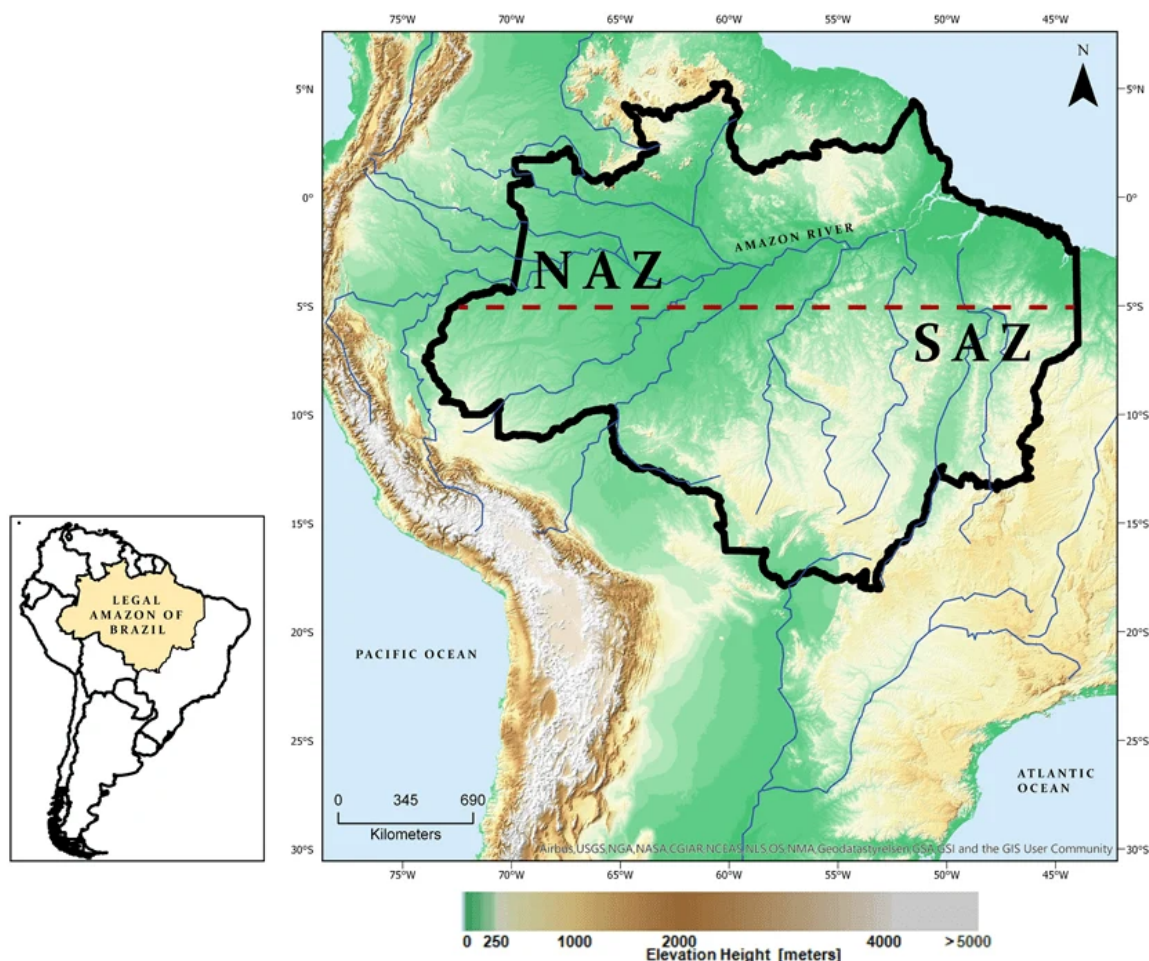 75°W 70°W 65°W 60°W 55°W 50°W 45°W
N
5°N 5°N
0° 0°
AMAZON RIVER
NAZ
5°S 5°S
SAZ
10°S 10°S
15°S 15°S
LEGAL
AMAZON OF
BRAZIL
20°S 20°S
PACIFIC OCEAN
25°S 25°S
ATLANTIC
OCEAN
0 345 690
Kilometers
Airbus,USGS,NGA,NASA,CGIAR,NCEAS,NLS,OS,NMA,Geodatastyrelsen,GSA,GSI and the GIS User Community
30°S 30°S
75°W 70°W 65°W 60°W 55°W 50°W 45°W
0 250 1000 2000 4000 >5000
Elevation Height [meters]